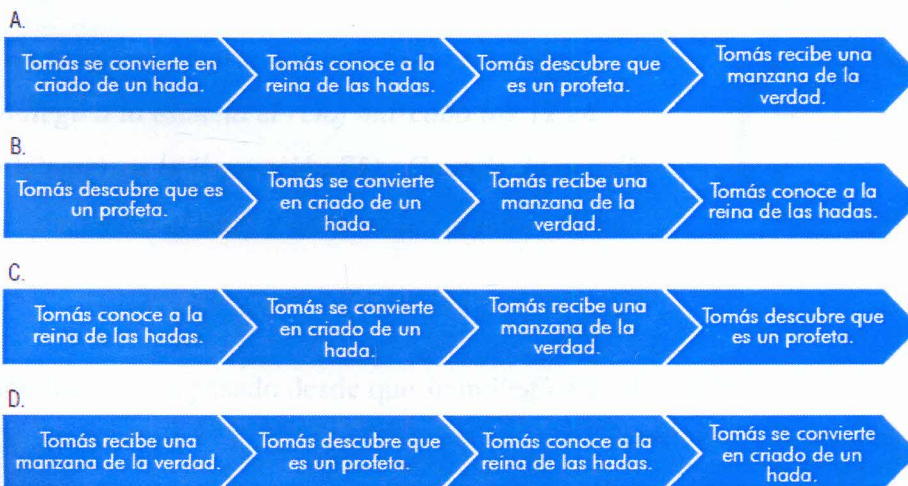 A.
Tomás se convierte en
criado de un hada.
Tomás conoce a la
reina de las hadas.
Tomás descubre que
es un profeta.
Tomás recibe una
manzana de la
verdad.
B.
Tomás descubre que es
un profeta.
Tomás se convierte
en criado de un
hada.
Tomás recibe una
manzana de la
verdad.
Tomás conoce a la
reina de las hadas.
C.
Tomás conoce a la
reina de las hadas.
Tomás se convierte
en criado de un
hada.
Tomás recibe una
manzana de la
verdad.
Tomás descubre que
es un profeta.
D.
Tomás recibe una
manzana de la verdad.
Tomás descubre que
es un profeta.
Tomás conoce a la
reina de las hadas.
Tomás se convierte
en criado de un
hada.